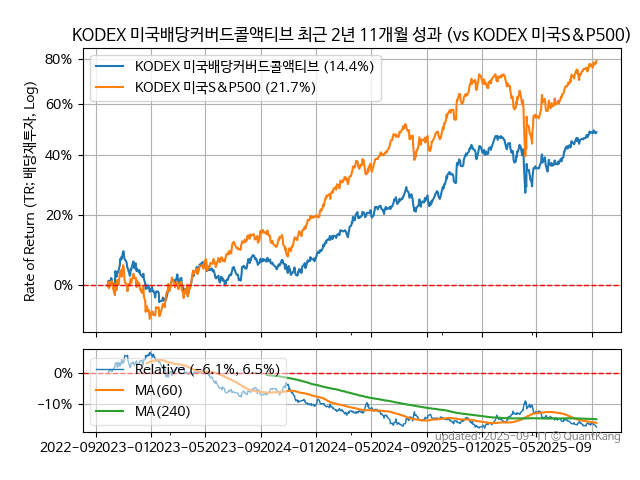 KODEX 미국배당커버드콜액티브 최근 2년 11개월 성과 (vs KODEX 미국S&P500)
80%
60%
40%
20%
0%
Rate of Return (TR: 배당재투자, Log)
KODEX 미국배당커버드콜액티브 (14.4%)
KODEX 미국S&P500 (21.7%)
0%
−10%
Relative (−6.1%, 6.5%)
MA(60)
MA(240)
2022−09
2023−01
2023−05
2023−09
2024−01
2024−05
2024−09
2025−01
2025−05
2025−09
updated: 2025−09−11 © QuantKang